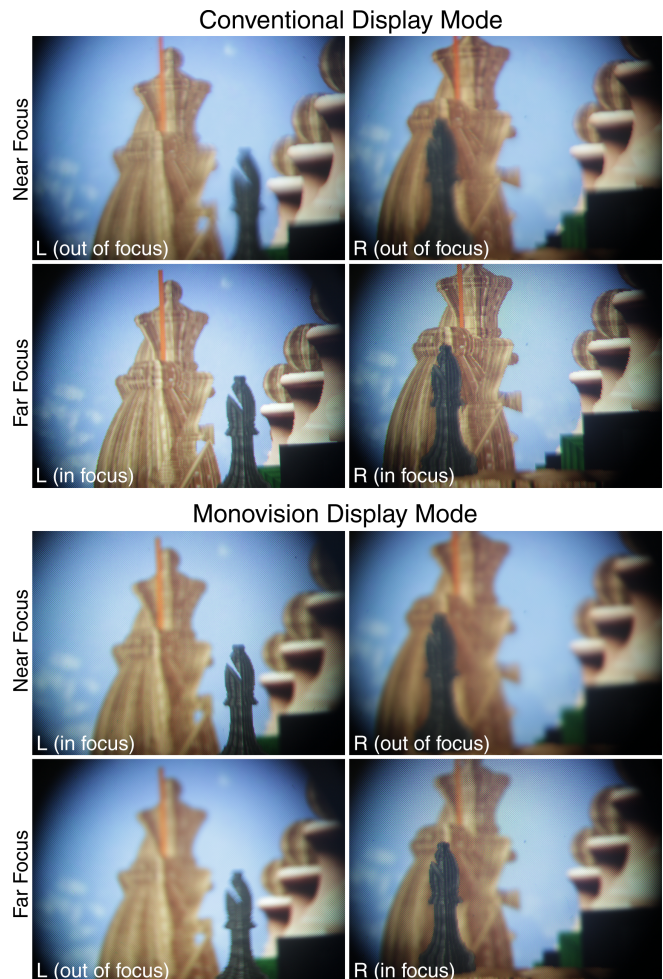 Conventional Display Mode
Near Focus
L (out of focus)
R (out of focus)
Far Focus
L (in focus)
R (in focus)
Monovision Display Mode
Near Focus
L (in focus)
R (out of focus)
Far Focus
L (out of focus)
R (in focus)